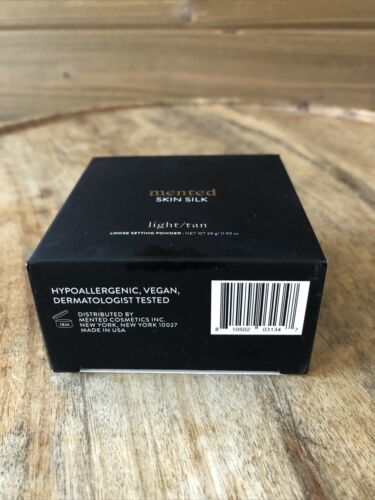 mented
SKIN SILK
light/tan
LOOSE SETTING POWDER | NET WT 26 g/ 0.92 oz
HYPOALLERGENIC, VEGAN,
DERMATOLOGIST TESTED
18M
DISTRIBUTED BY
MENTED COSMETICS INC.
NEW YORK, NEW YORK 10027
MADE IN USA
8 10502 03134 7